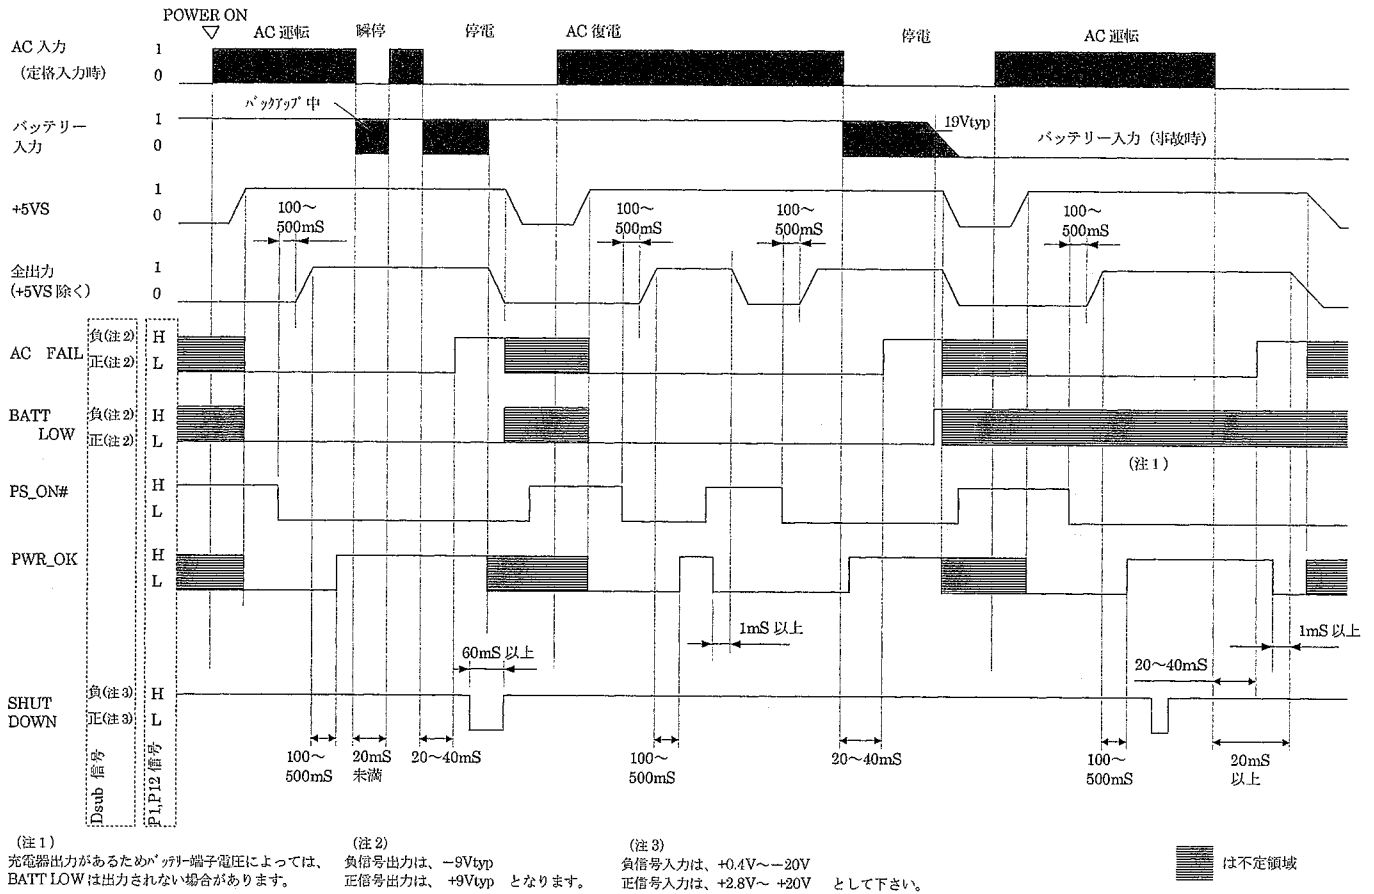 POWER ON
AC 運転
瞬停
停電
AC 復電
停電
AC 運転
AC 入力
(定格入力時)
1
0
バックアップ 中
バッテリー
入力
1
0
19Vtyp
バッテリー入力 (事故時)
+5VS
1
0
100～
500mS
100～
500mS
100～
500mS
100～
500mS
全出力
(+5VS 除く)
1
0
AC FAIL
負(注2)
正(注2)
H
L
BATT
LOW
負(注2)
正(注2)
H
L
(注1)
PS_ON#
H
L
PWR_OK
H
L
60mS 以上
1mS 以上
1mS 以上
20～40mS
SHUT
DOWN
負(注3)
正(注3)
H
L
Dsub 信号
P1,P12 信号
100～
500mS
20mS
未満
20～40mS
100～
500mS
20～40mS
100～
500mS
20mS
以上
(注1)
充電器出力があるためバッテリー端子電圧によっては、
BATT LOW は出力されない場合があります。
(注2)
負信号出力は、－9Vtyp
正信号出力は、 +9Vtyp となります。
(注3)
負信号入力は、+0.4V～－20V
正信号入力は、+2.8V～ +20V として下さい。
は不定領域